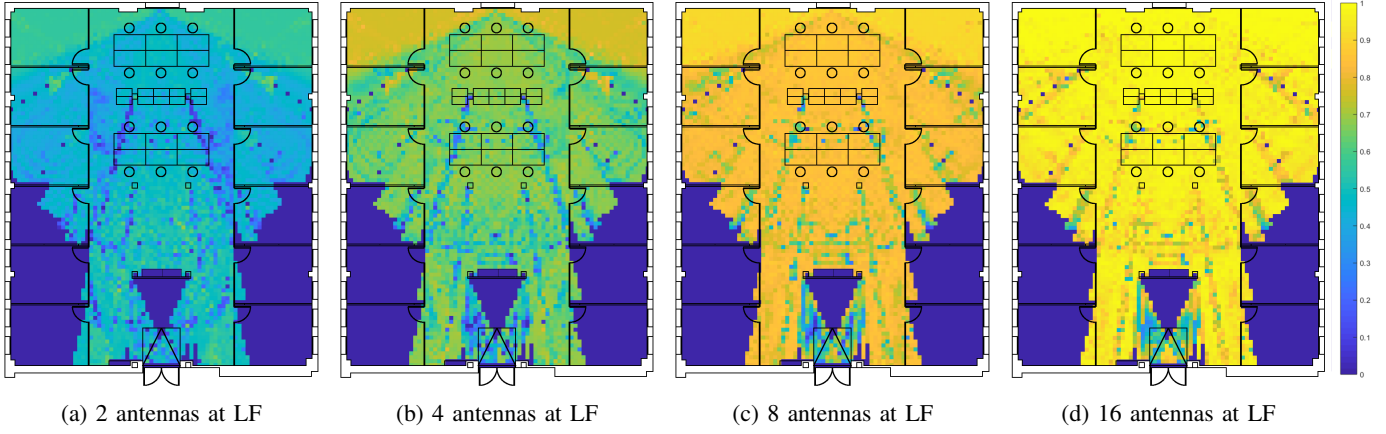 1
0.9
0.8
0.7
0.6
0.5
0.4
0.3
0.2
0.1
0
(a) 2 antennas at LF
(b) 4 antennas at LF
(c) 8 antennas at LF
(d) 16 antennas at LF